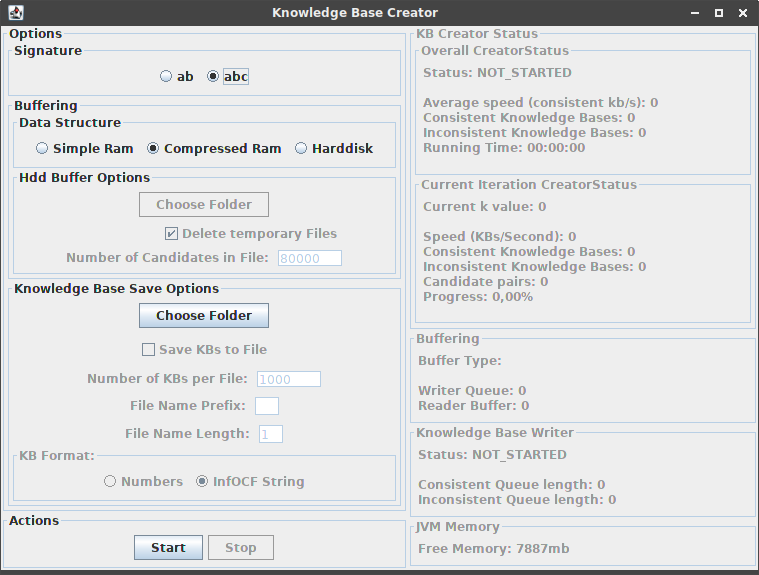 Knowledge Base Creator
Options
Signature
ab abc
Buffering
Data Structure
Simple Ram Compressed Ram Harddisk
Hdd Buffer Options
Choose Folder
Delete temporary Files
Number of Candidates in File: 80000
Knowledge Base Save Options
Choose Folder
Save KBs to File
Number of KBs per File: 1000
File Name Prefix:
File Name Length: 1
KB Format:
Numbers InfOCF String
Actions
Start Stop
KB Creator Status
Overall CreatorStatus
Status: NOT_STARTED
Average speed (consistent kb/s): 0
Consistent Knowledge Bases: 0
Inconsistent Knowledge Bases: 0
Running Time: 00:00:00
Current Iteration CreatorStatus
Current k value: 0
Speed (KBs/Second): 0
Consistent Knowledge Bases: 0
Inconsistent Knowledge Bases: 0
Candidate pairs: 0
Progress: 0,00%
Buffering
Buffer Type:
Writer Queue: 0
Reader Buffer: 0
Knowledge Base Writer
Status: NOT_STARTED
Consistent Queue length: 0
Inconsistent Queue length: 0
JVM Memory
Free Memory: 7887mb